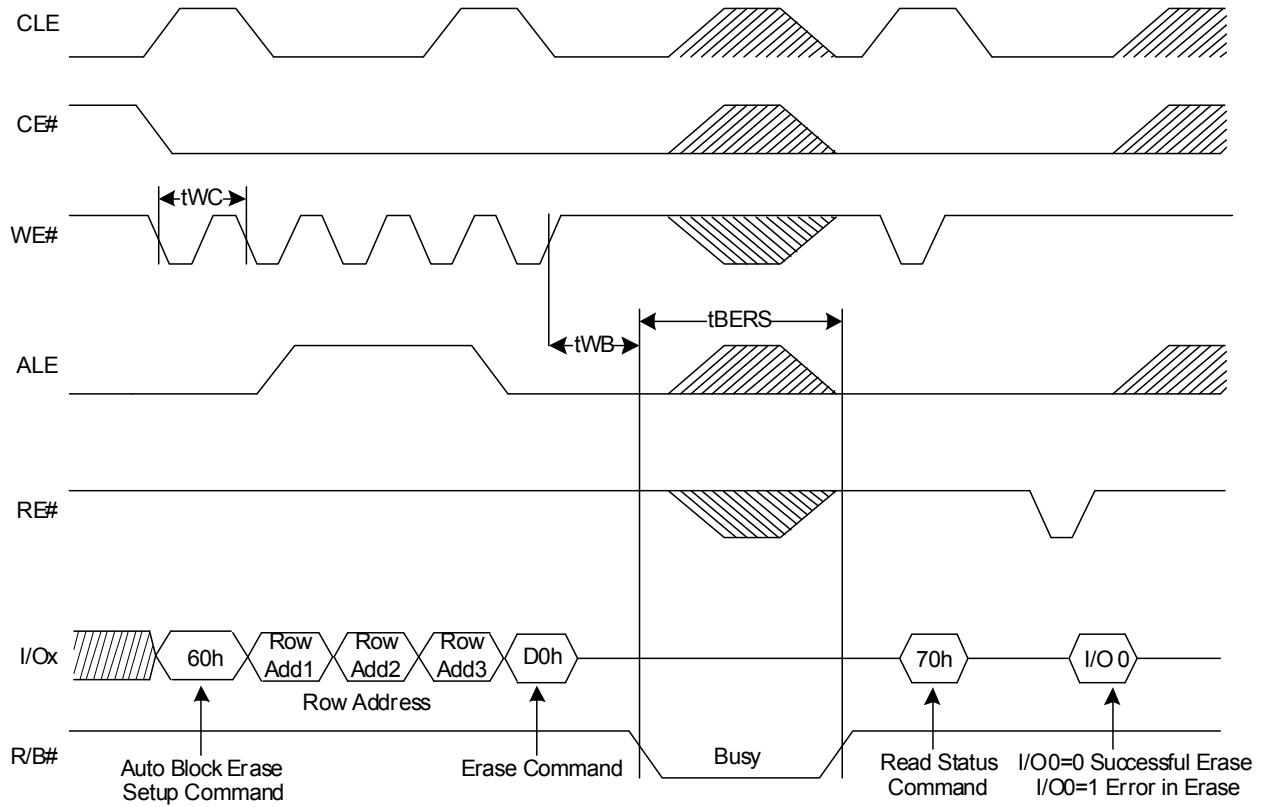 CLE
CE#
tWC
WE#
tBERS
tWB
ALE
RE#
I/Ox
60h
Row
Add1
Row
Add2
Row
Add3
D0h
70h
I/O 0
Row Address
R/B#
Busy
Auto Block Erase
Setup Command
Erase Command
Read Status
Command
I/O0=0 Successful Erase
I/O0=1 Error in Erase